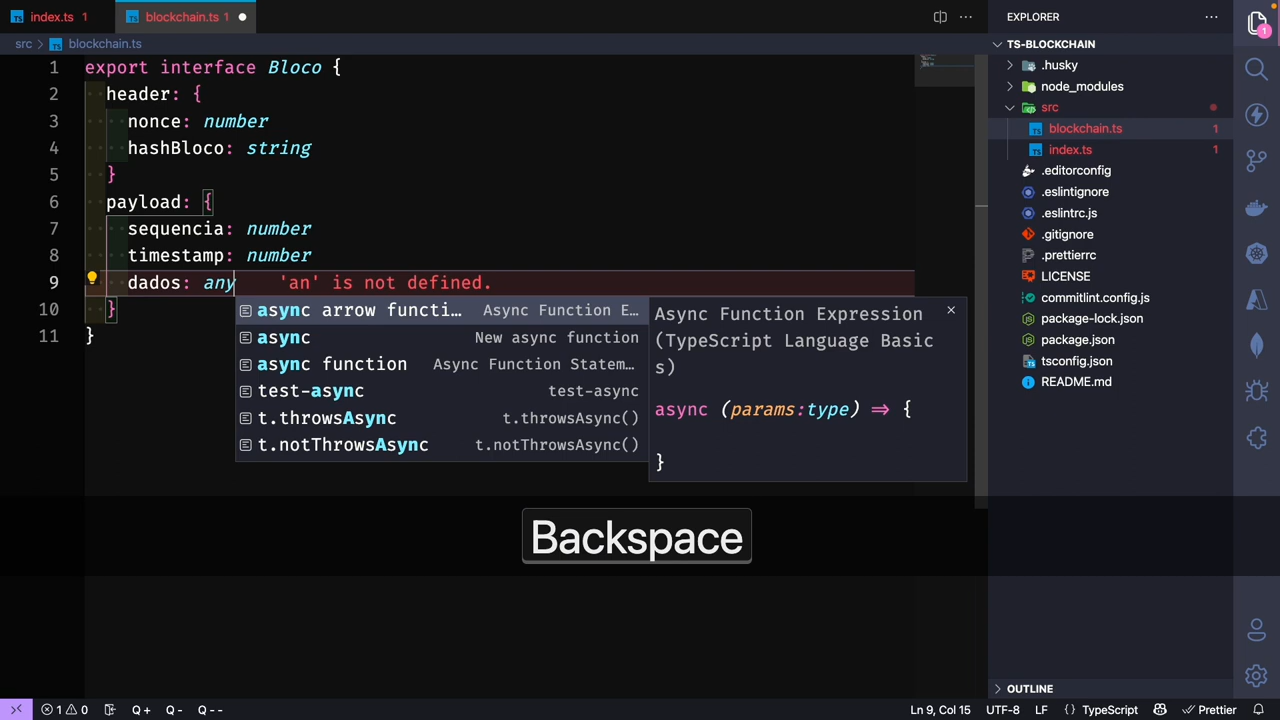 index.ts 1
blockchain.ts 1
src > blockchain.ts
1 export interface Bloco {
2 header: {
3 nonce: number
4 hashBloco: string
5 }
6 payload: {
7 sequencia: number
8 timestamp: number
9 dados: any 'an' is not defined.
10 }
11 }
async arrow functi... Async Function E...
async New async function
async function Async Function Statem...
test-async test-async
t.throwsAsync t.throwsAsync()
t.notThrowsAsync t.notThrowsAsync()
Async Function Expression
(TypeScript Language Basic
s)
async (params:type) ⇒ {
}
Backspace
EXPLORER
TS-BLOCKCHAIN
.husky
node_modules
src
blockchain.ts 1
index.ts 1
.editorconfig
.eslintignore
.eslintrc.js
.gitignore
.prettierrc
LICENSE
commitlint.config.js
package-lock.json
package.json
tsconfig.json
README.md
OUTLINE
1
1 0 Q+ Q- Q-- Ln 9, Col 15 UTF-8 LF {} TypeScript Prettier